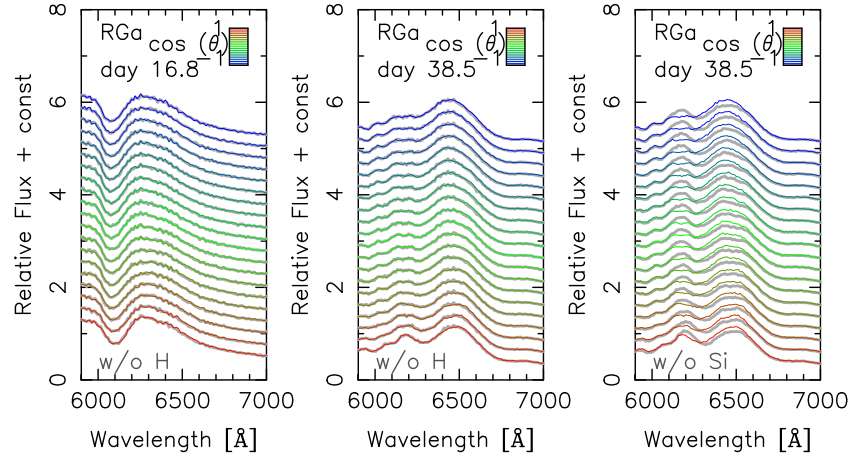 RGa
cos (θ) 1 -1
day 16.8
w/o H
0 2 4 6 8
6000 6500 7000
Relative Flux + const
Wavelength [Å]
RGa
cos (θ) 1 -1
day 38.5
w/o H
0 2 4 6 8
6000 6500 7000
Relative Flux + const
Wavelength [Å]
RGa
cos (θ) 1 -1
day 38.5
w/o Si
0 2 4 6 8
6000 6500 7000
Relative Flux + const
Wavelength [Å]